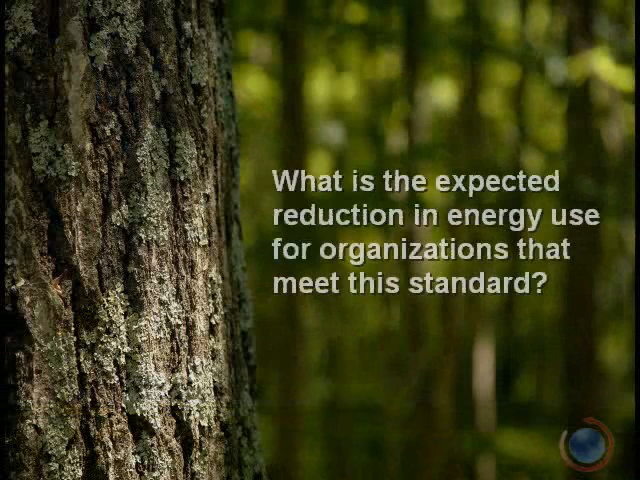 What is the expected
reduction in energy use
for organizations that
meet this standard?